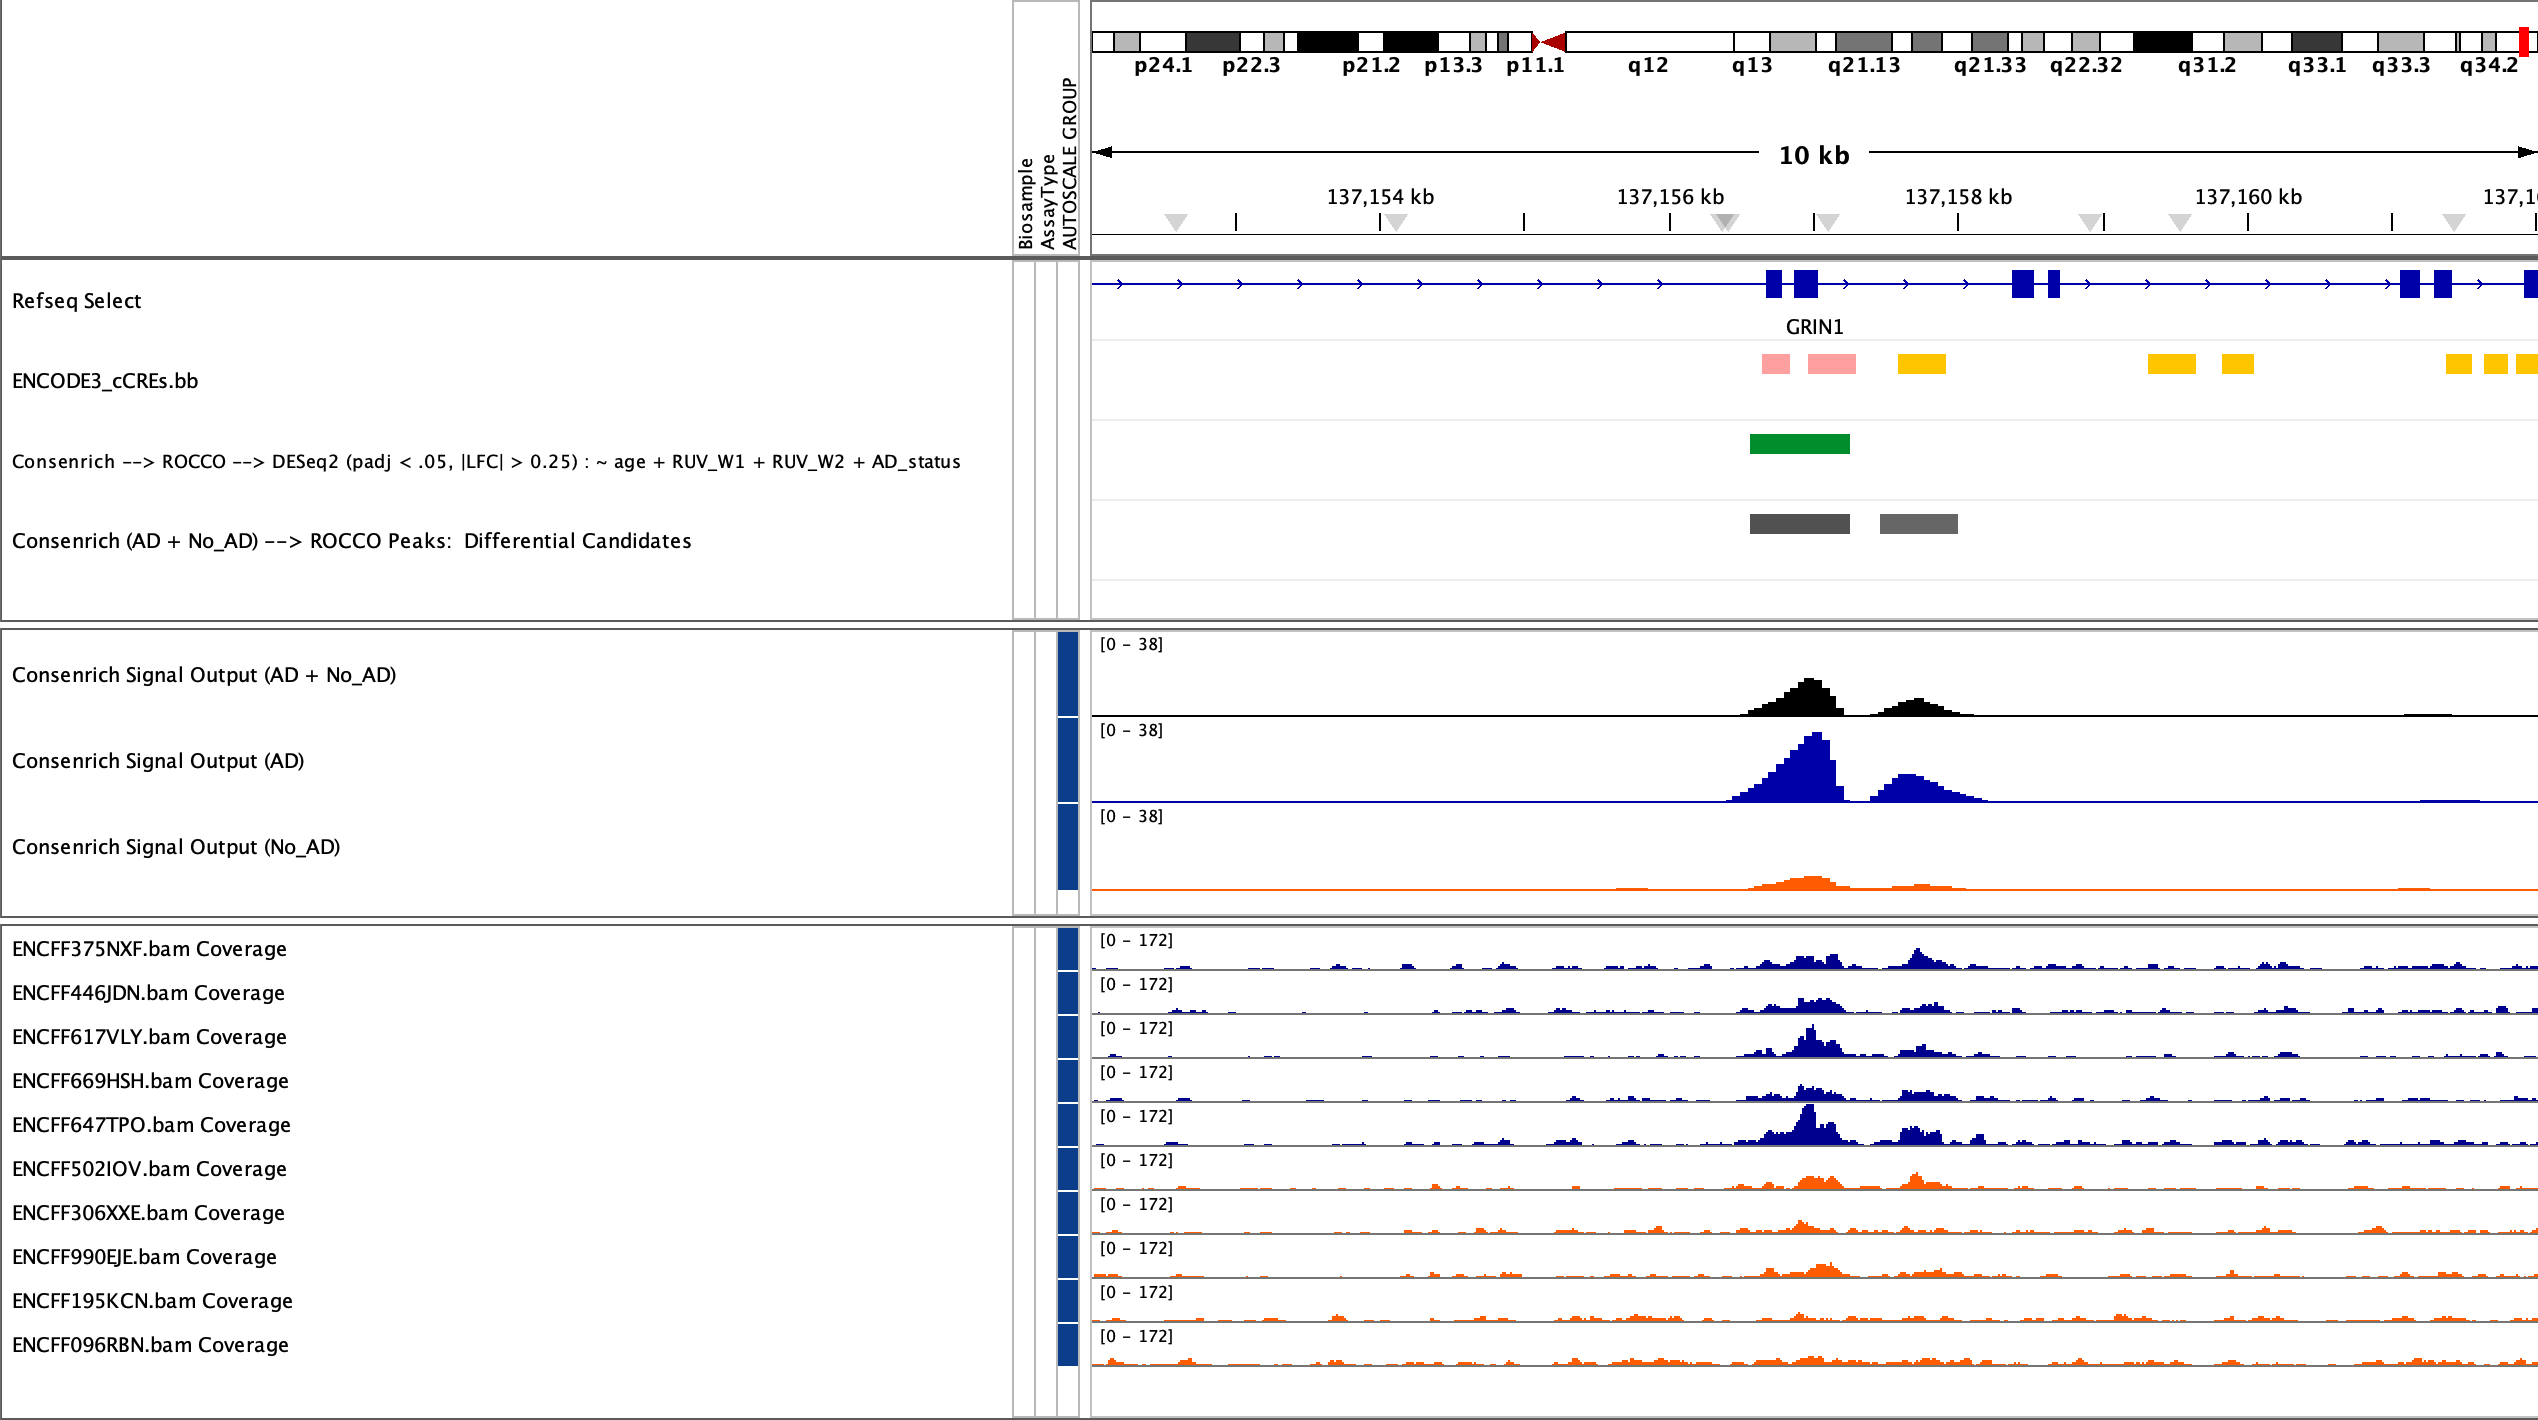 p24.1 p22.3 p21.2 p13.3 p11.1 q12 q13 q21.13 q21.33 q22.32 q31.2 q33.1 q33.3 q34.2
Biosample
AssayType
AUTOSCALE GROUP
10 kb
137,154 kb 137,156 kb 137,158 kb 137,160 kb 137,1
Refseq Select
GRIN1
ENCODE3_cCREs.bb
Consenrich --> ROCCO --> DESeq2 (padj < .05, |LFC| > 0.25) : ~ age + RUV_W1 + RUV_W2 + AD_status
Consenrich (AD + No_AD) --> ROCCO Peaks: Differential Candidates
[0 - 38]
Consenrich Signal Output (AD + No_AD)
[0 - 38]
Consenrich Signal Output (AD)
[0 - 38]
Consenrich Signal Output (No_AD)
ENCFF375NXF.bam Coverage [0 - 172]
ENCFF446JDN.bam Coverage [0 - 172]
ENCFF617VLY.bam Coverage [0 - 172]
ENCFF669HSH.bam Coverage [0 - 172]
ENCFF647TPO.bam Coverage [0 - 172]
ENCFF502IOV.bam Coverage [0 - 172]
ENCFF306XXE.bam Coverage [0 - 172]
ENCFF990EJE.bam Coverage [0 - 172]
ENCFF195KCN.bam Coverage [0 - 172]
ENCFF096RBN.bam Coverage [0 - 172]